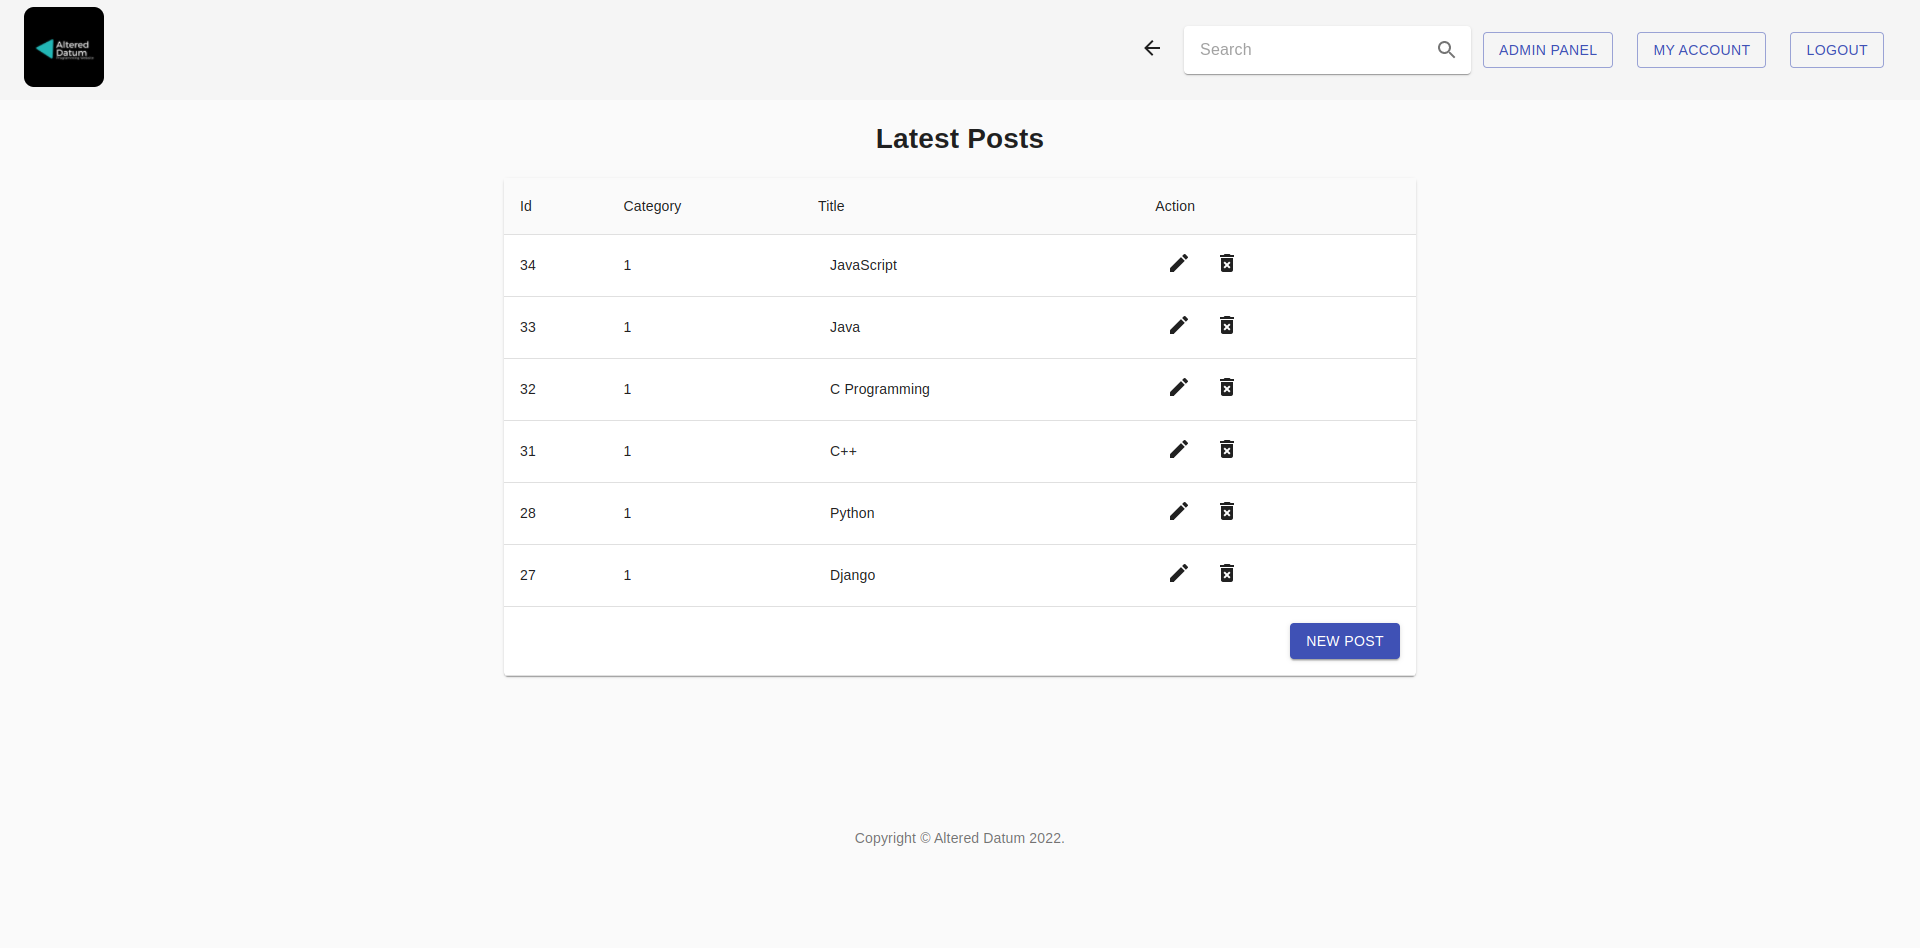 Altered
Datum
Search
ADMIN PANEL
MY ACCOUNT
LOGOUT
Latest Posts
Id Category Title Action
34 1 JavaScript
33 1 Java
32 1 C Programming
31 1 C++
28 1 Python
27 1 Django
NEW POST
Copyright © Altered Datum 2022.